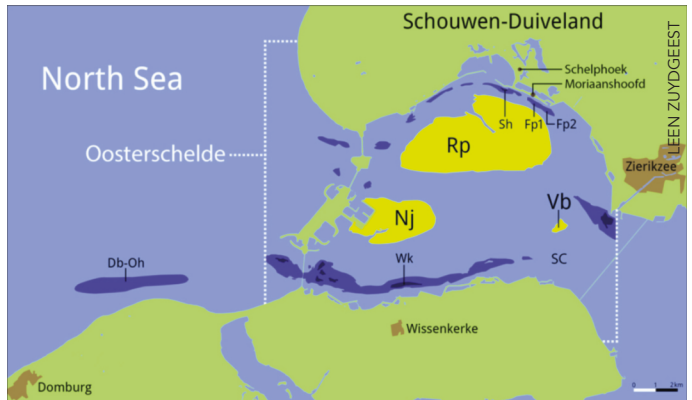 Schouwen-Duiveland
LEEN ZUYDGEEST
North Sea
Schelphoek
Moriaanshoofd
Sh
Fp1
Fp2
Rp
Oosterschelde
Zierikzee
Vb
Nj
Db-Oh
Wk
SC
Wissenkerke
Domburg
0 1 2km